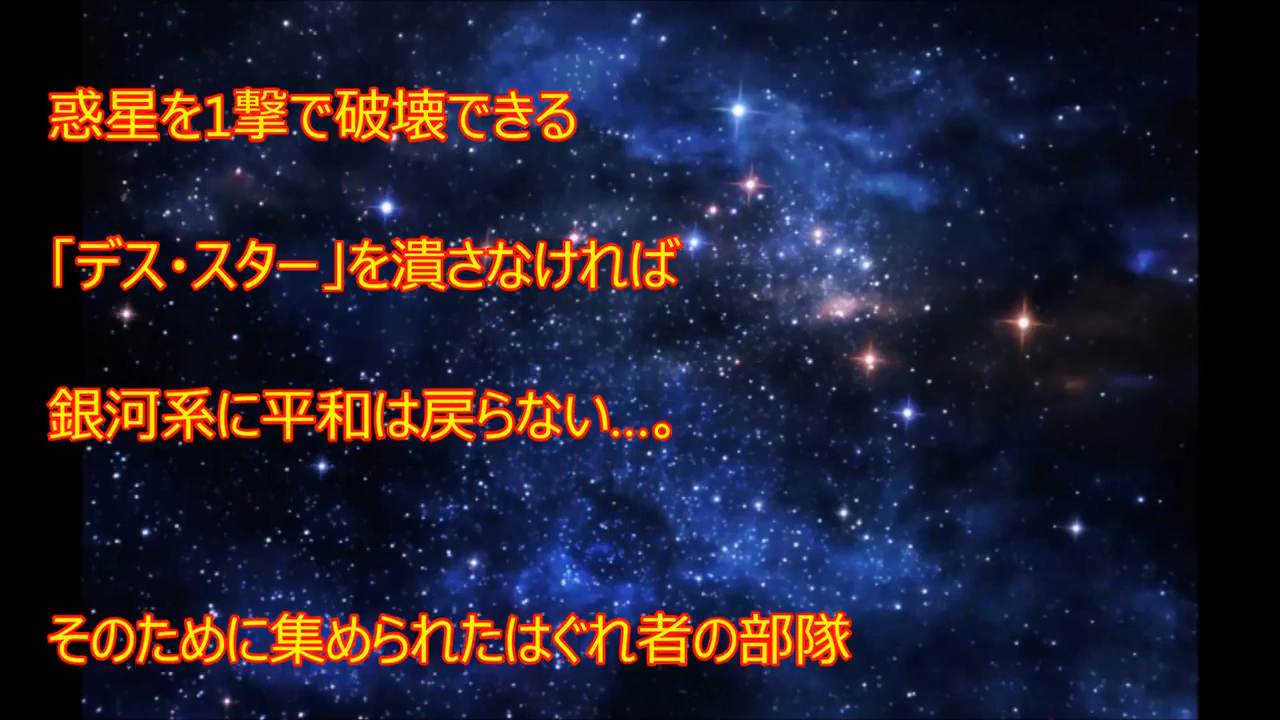 惑星を1撃で破壊できる
「デス・スター」を潰さなければ
銀河系に平和は戻らない…。
そのために集められたはぐれ者の部隊